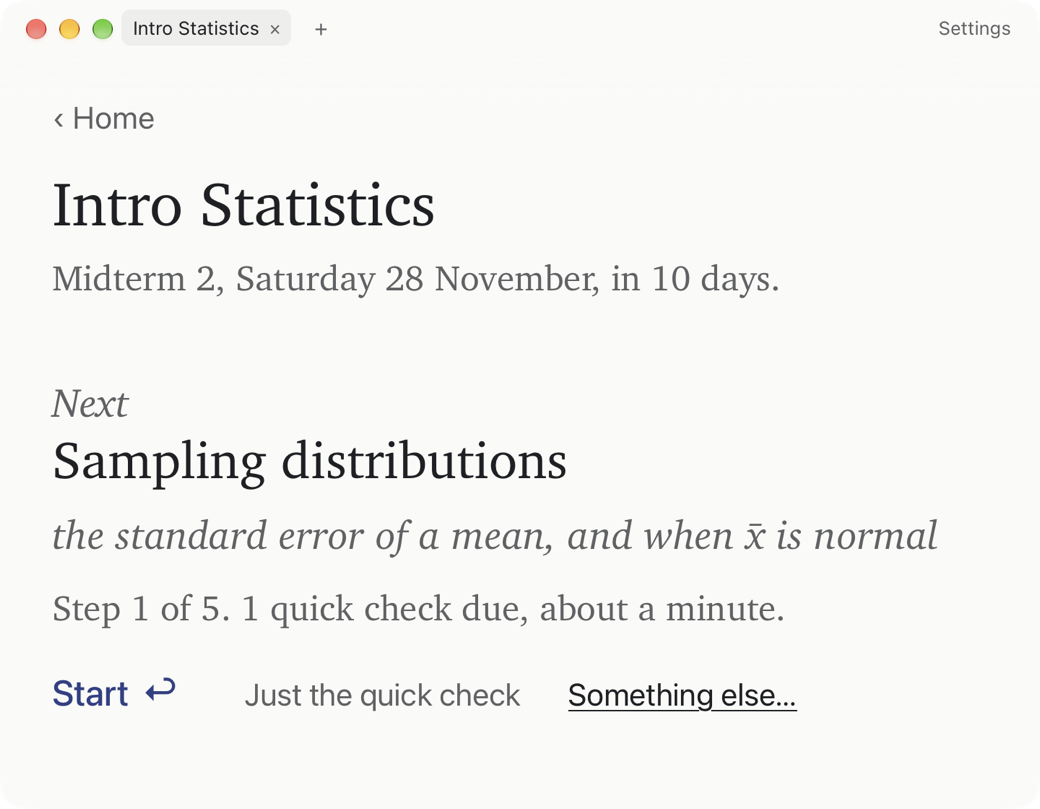 Intro Statistics × + Settings
‹ Home
Intro Statistics
Midterm 2, Saturday 28 November, in 10 days.
Next
Sampling distributions
the standard error of a mean, and when x̄ is normal
Step 1 of 5. 1 quick check due, about a minute.
Start ↩ Just the quick check Something else…